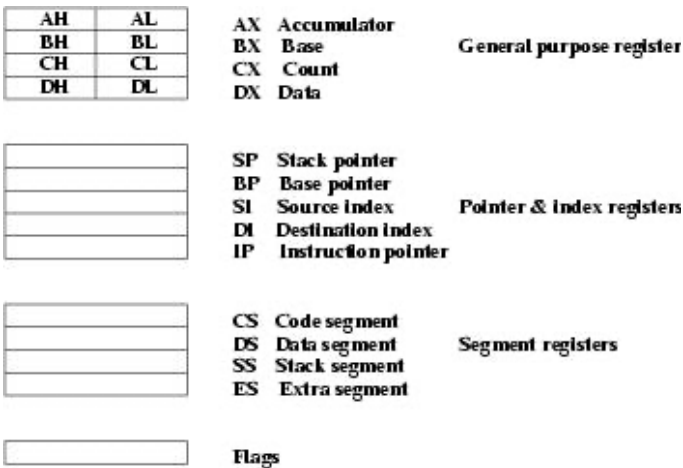 AH AL AX Accumulator
BH BL BX Base General purpose register
CH CL CX Count
DH DL DX Data
SP Stack pointer
BP Base pointer
SI Source index Pointer & index registers
DI Destination index
IP Instruction pointer
CS Code segment
DS Data segment Segment registers
SS Stack segment
ES Extra segment
Flags